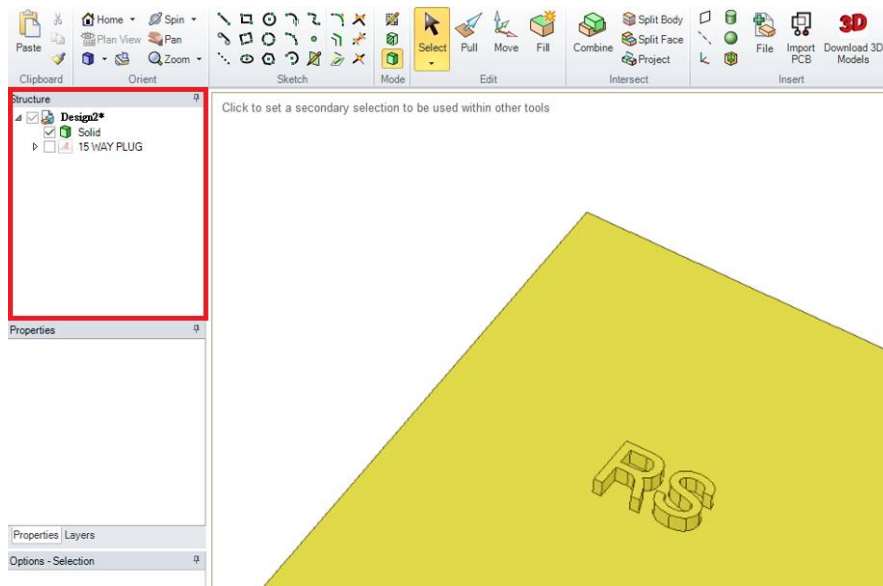 Paste
Home
Spin
Plan View
Pan
Zoom
Clipboard
Orient
Sketch
Mode
Select
Pull
Move
Fill
Edit
Combine
Split Body
Split Face
Project
Intersect
File
Import PCB
Download 3D Models
3D
Insert
Structure
Design2*
Solid
15 WAY PLUG
Click to set a secondary selection to be used within other tools
Properties
RS
Properties Layers
Options - Selection